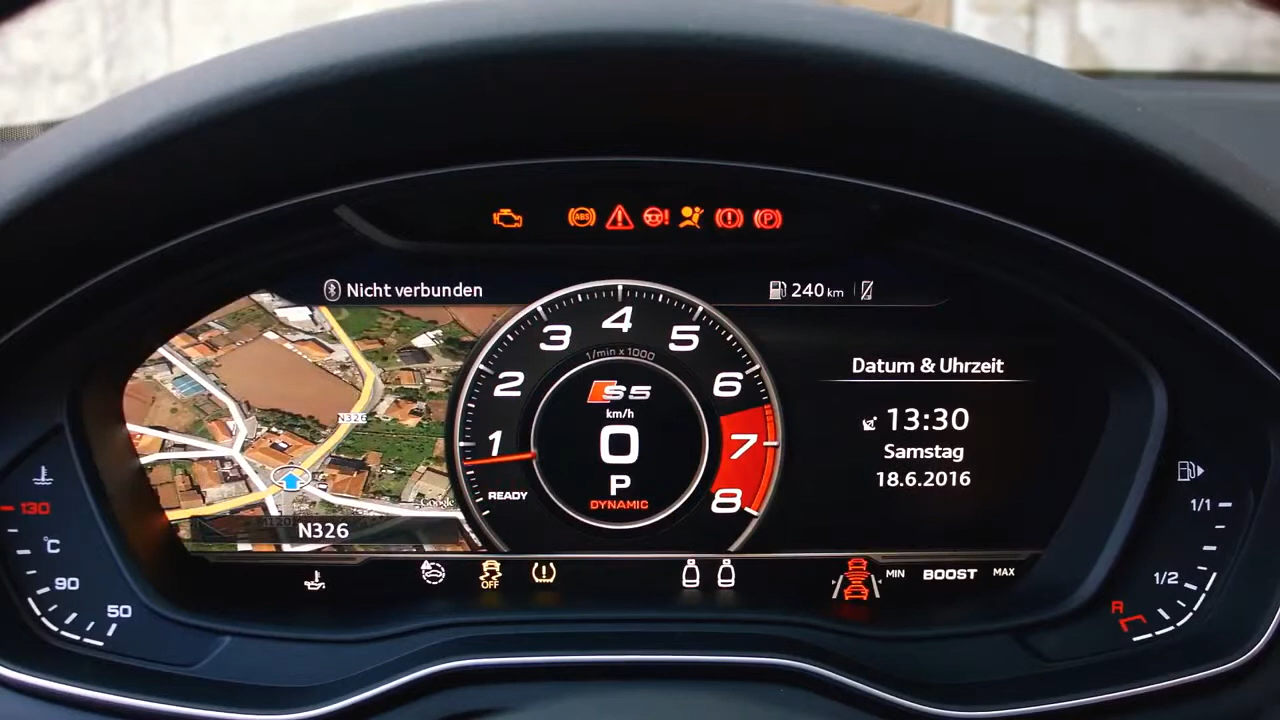 ABS
P
Nicht verbunden
240 km
N326
Google
N326
1
2
3
4
5
6
7
8
1/min x 1000
S5
km/h
0
P
DYNAMIC
READY
Datum & Uhrzeit
13:30
Samstag
18.6.2016
130
°C
90
50
OFF
MIN BOOST MAX
1/1
1/2
R